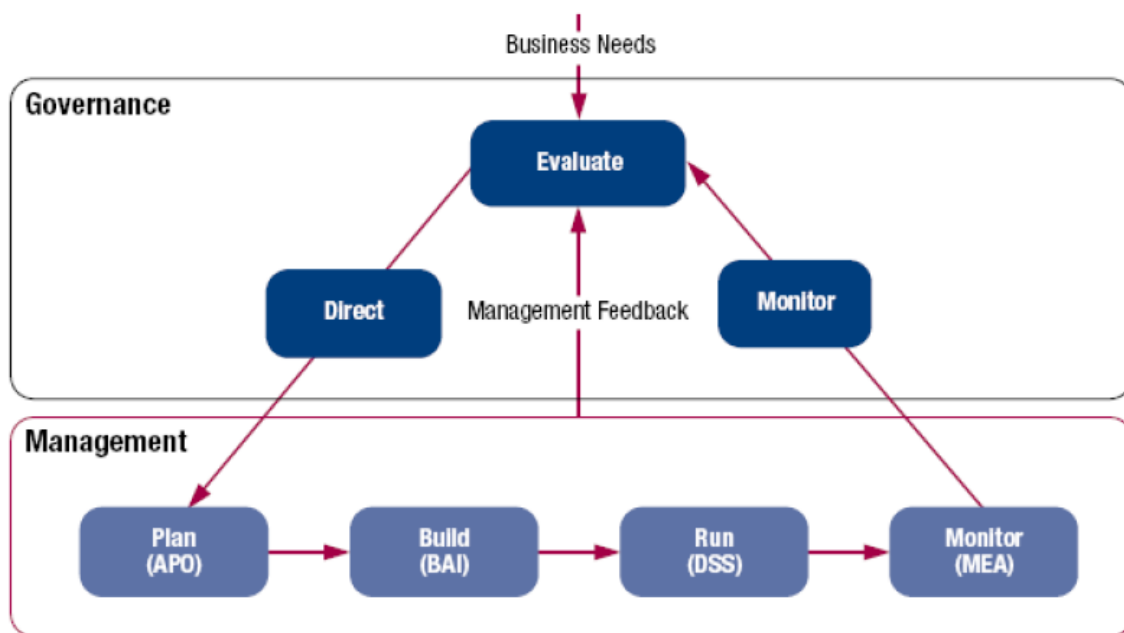 Business Needs
Governance
Evaluate
Direct
Management Feedback
Monitor
Management
Plan
(APO)
Build
(BAI)
Run
(DSS)
Monitor
(MEA)